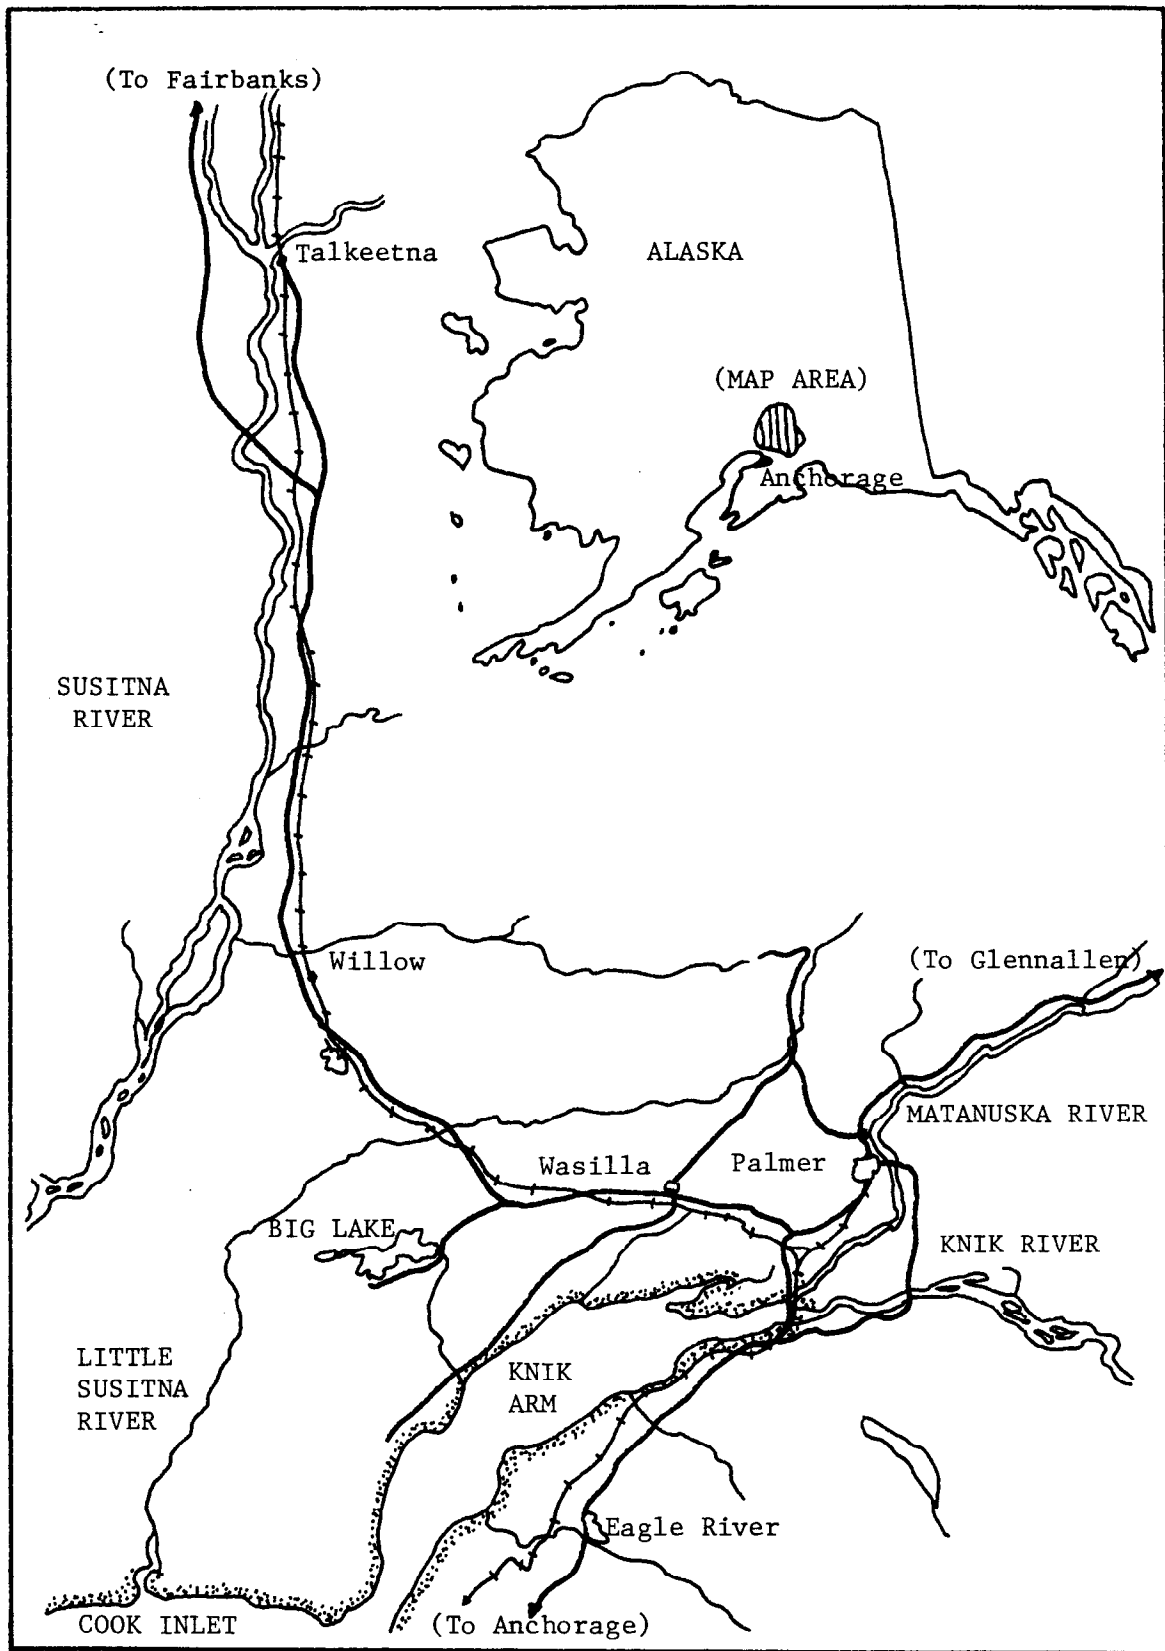 (To Fairbanks)
Talkeetna
ALASKA
(MAP AREA)
Anchorage
SUSITNA
RIVER
Willow
(To Glennallen)
MATANUSKA RIVER
Wasilla
Palmer
BIG LAKE
KNIK RIVER
LITTLE
SUSITNA
RIVER
KNIK
ARM
Eagle River
COOK INLET
(To Anchorage)